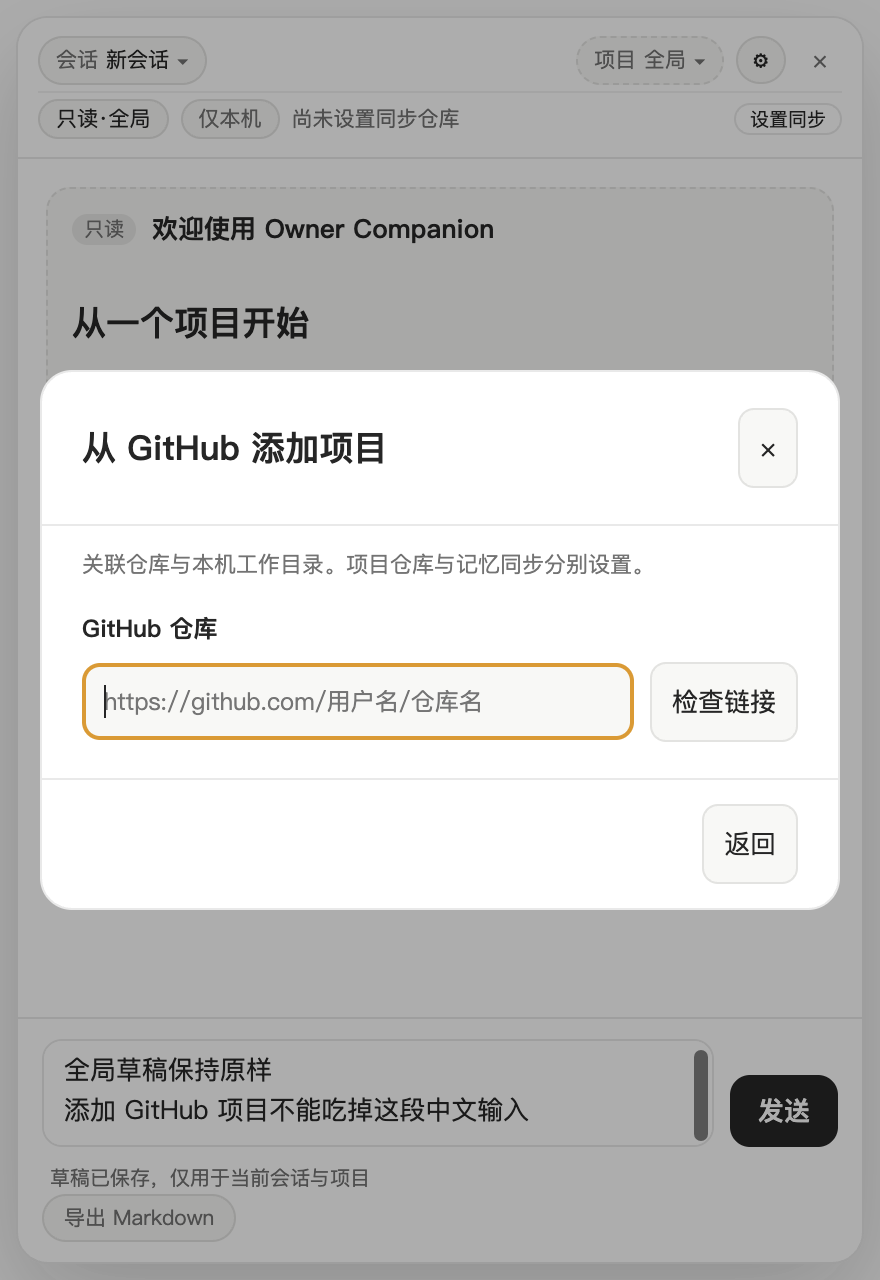 会话 新会话
项目 全局
只读·全局
仅本机
尚未设置同步仓库
设置同步
只读
欢迎使用 Owner Companion
从一个项目开始
从 GitHub 添加项目
×
关联仓库与本机工作目录。项目仓库与记忆同步分别设置。
GitHub 仓库
https://github.com/用户名/仓库名
检查链接
返回
全局草稿保持原样
添加 GitHub 项目不能吃掉这段中文输入
发送
草稿已保存，仅用于当前会话与项目
导出 Markdown